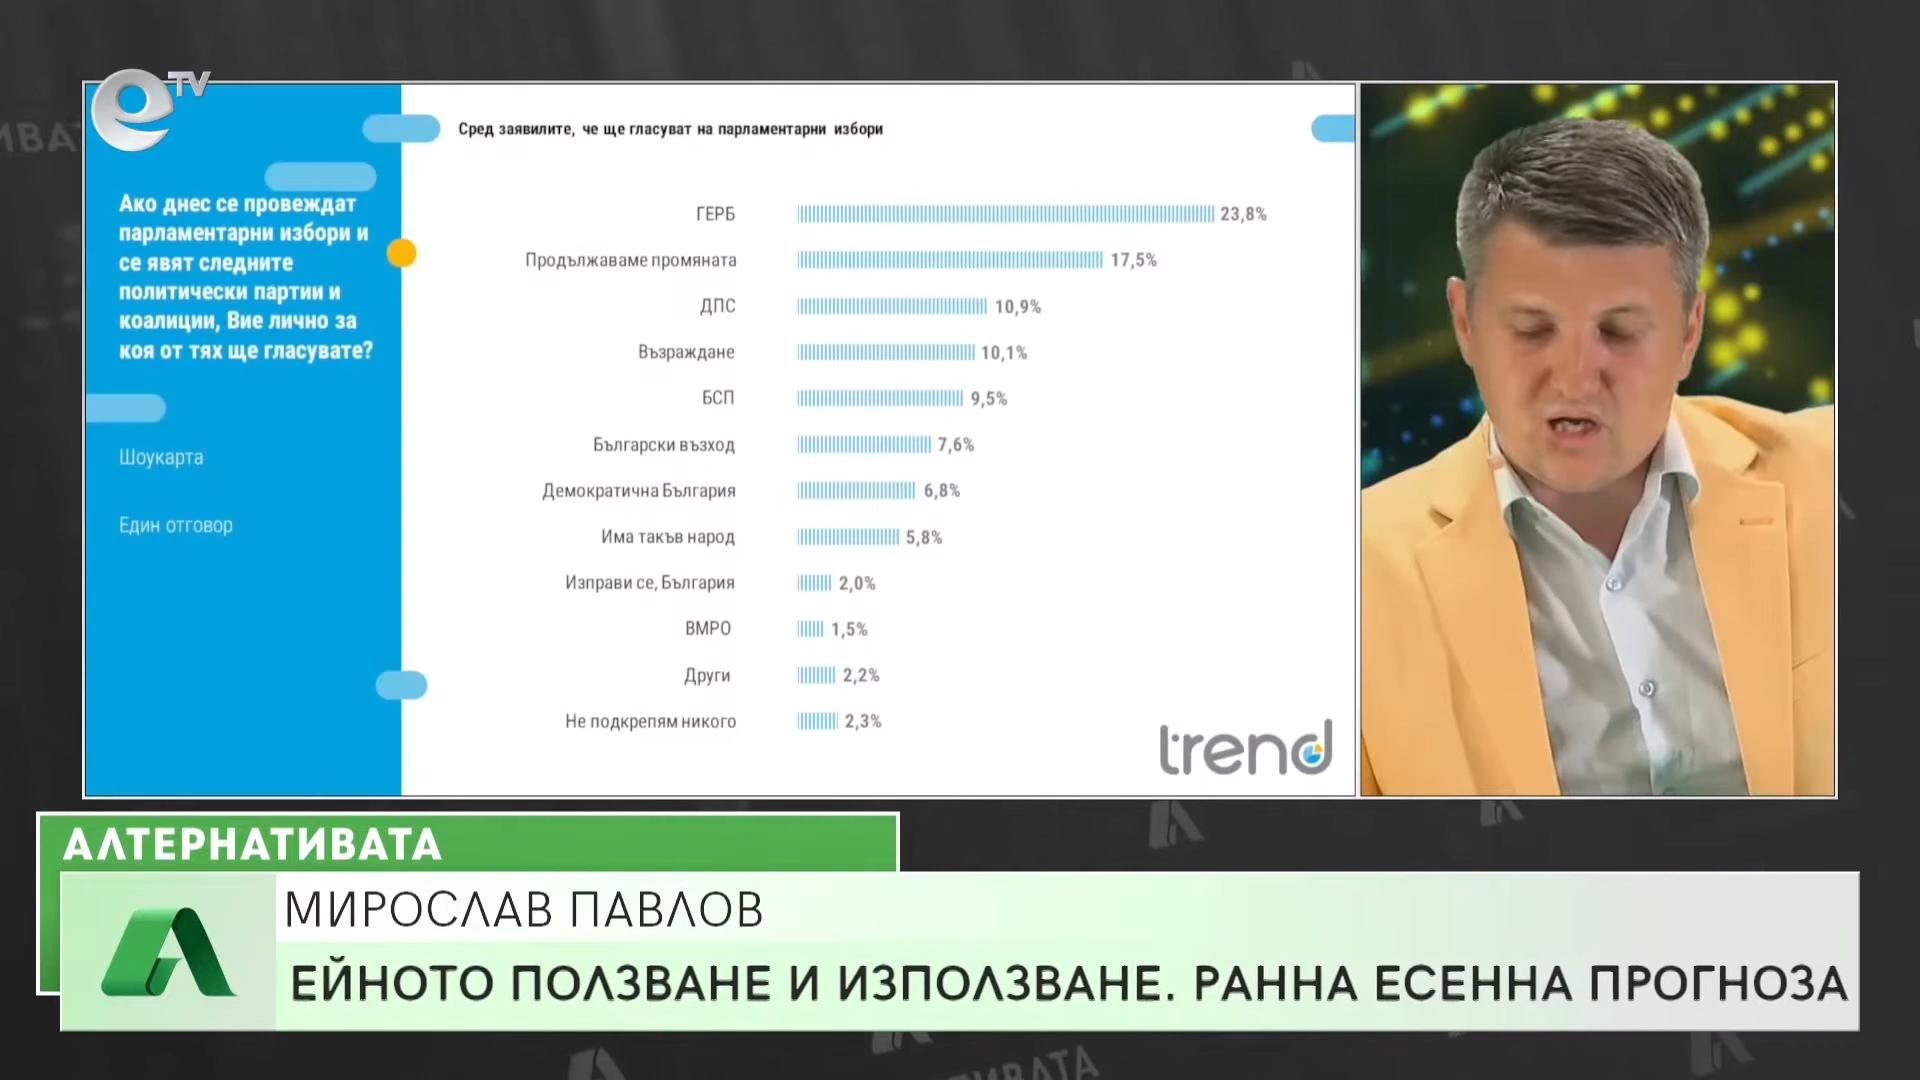 e TV
Сред заявилите, че ще гласуват на парламентарни избори
Ако днес се провеждат
парламентарни избори и
се явят следните
политически партии и
коалиции, Вие лично за
коя от тях ще гласувате?
Шоукарта
Един отговор
ГЕРБ 23,8%
Продължаваме промяната 17,5%
ДПС 10,9%
Възраждане 10,1%
БСП 9,5%
Български възход 7,6%
Демократична България 6,8%
Има такъв народ 5,8%
Изправи се, България 2,0%
ВМРО 1,5%
Други 2,2%
Не подкрепям никого 2,3%
trend
АЛТЕРНАТИВАТА
МИРОСЛАВ ПАВЛОВ
ЕЙНОТО ПОЛЗВАНЕ И ИЗПОЛЗВАНЕ. РАННА ЕСЕННА ПРОГНОЗА